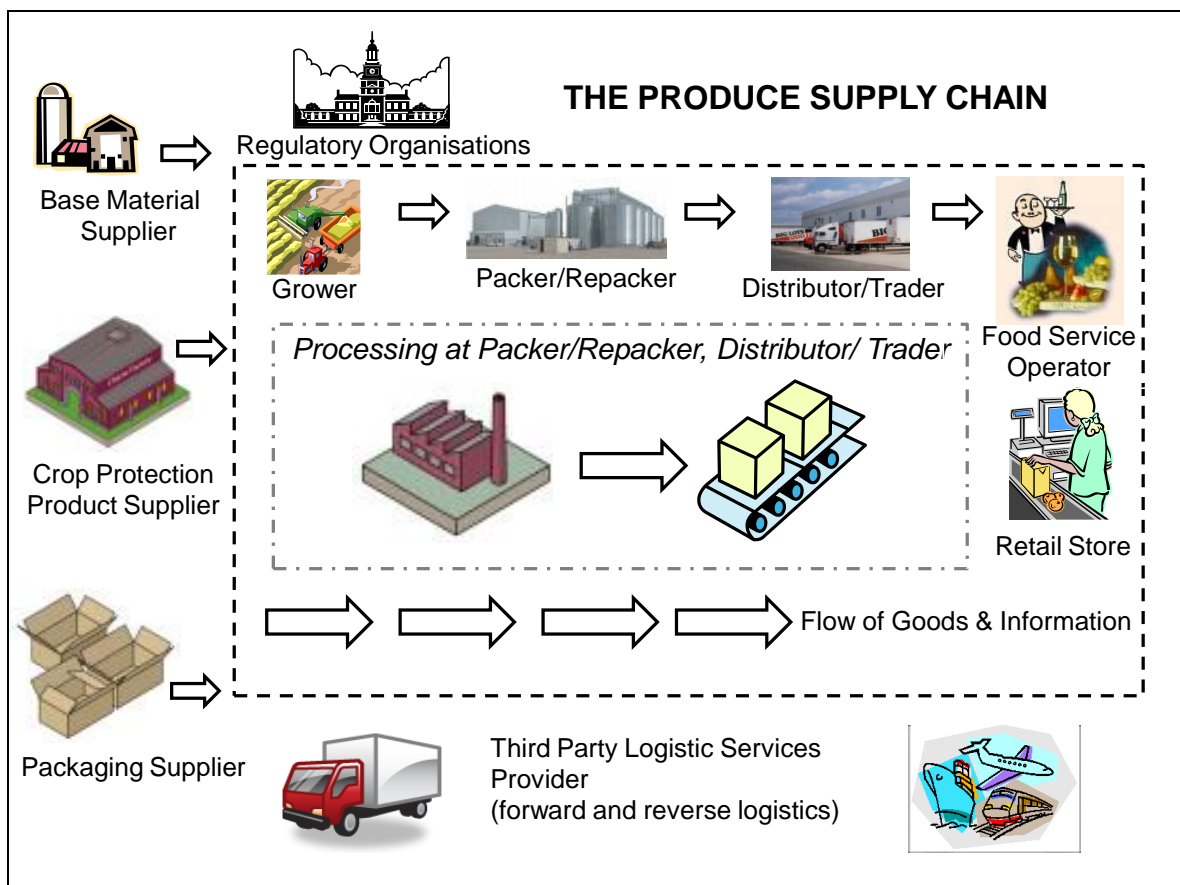 THE PRODUCE SUPPLY CHAIN
Regulatory Organisations
Base Material
Supplier
Grower
Packer/Repacker
Distributor/Trader
Food Service
Operator
Processing at Packer/Repacker, Distributor/ Trader
Crop Protection
Product Supplier
Retail Store
Flow of Goods & Information
Packaging Supplier
Third Party Logistic Services
Provider
(forward and reverse logistics)